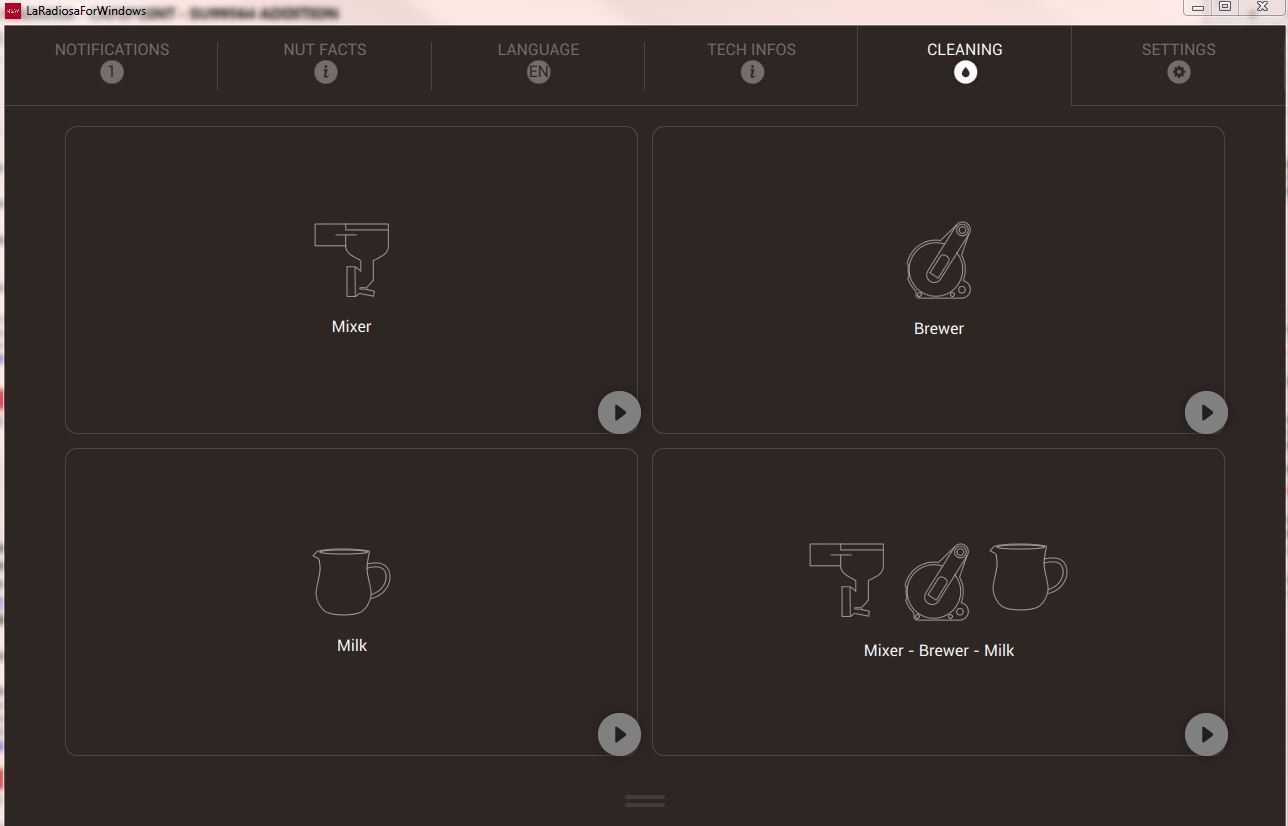 LaRadiosaForWindows
NOTIFICATIONS
1
NUT FACTS
i
LANGUAGE
EN
TECH INFOS
i
CLEANING
SETTINGS
Mixer
Brewer
Milk
Mixer - Brewer - Milk